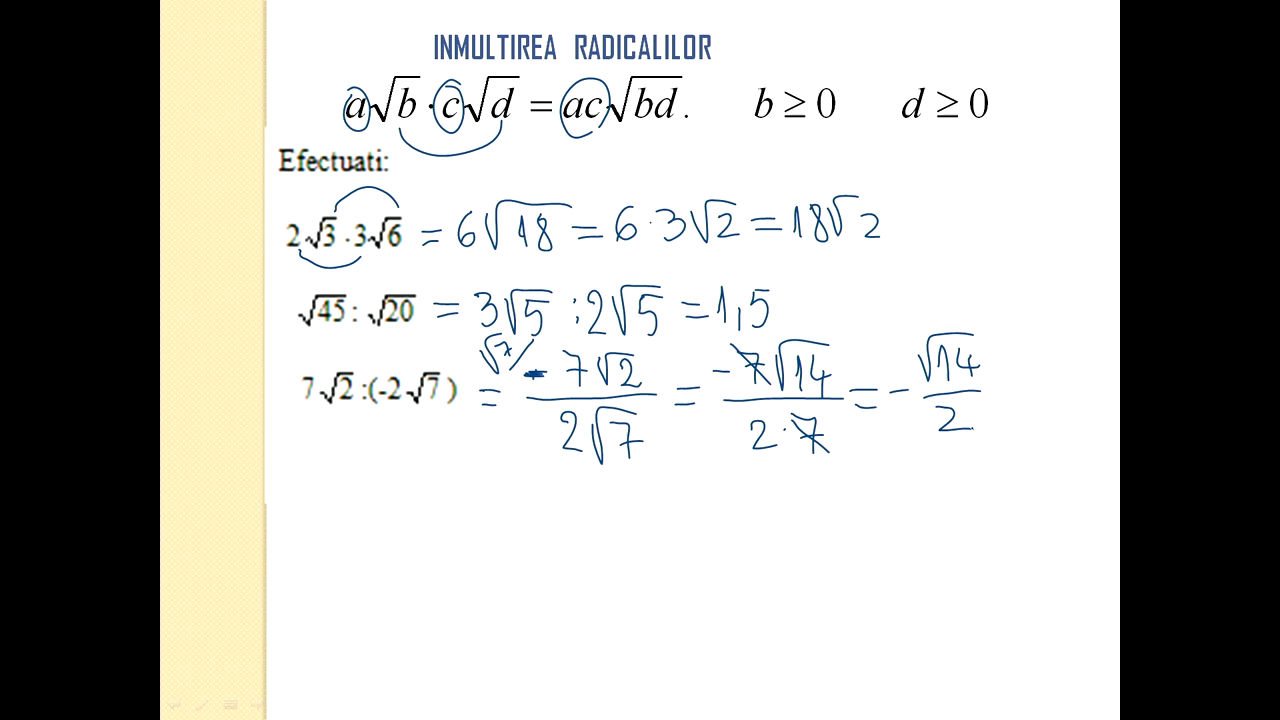 INMULTIREA RADICALILOR
a√b · c√d = ac√bd. b ≥ 0 d ≥ 0
Efectuati:
2√3 · 3√6 = 6√18 = 6 · 3√2 = 18√2
√45 : √20 = 3√5 : 2√5 = 1,5
7√2 :(-2√7 ) = √7/ - 7√2 / 2√7 = -7√14 / 2·7 = - √14 / 2